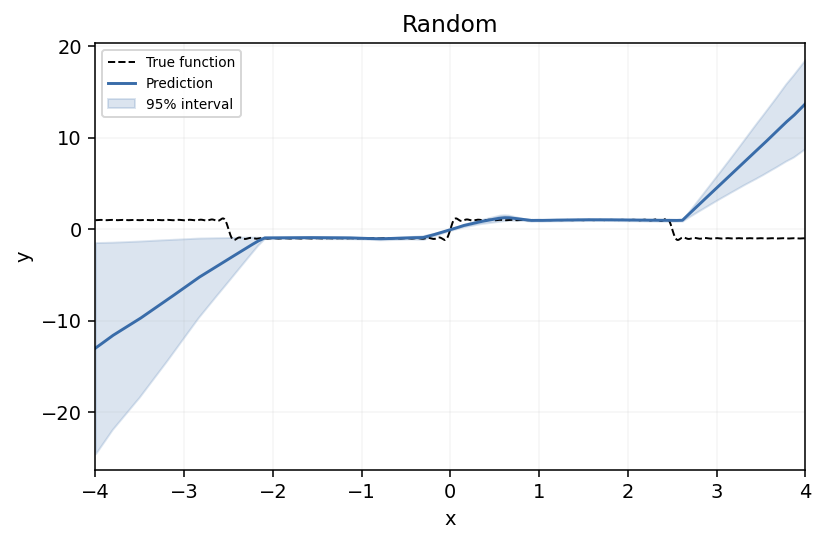 Random
True function
Prediction
95% interval
20
10
0
−10
−20
y
−4 −3 −2 −1 0 1 2 3 4
x